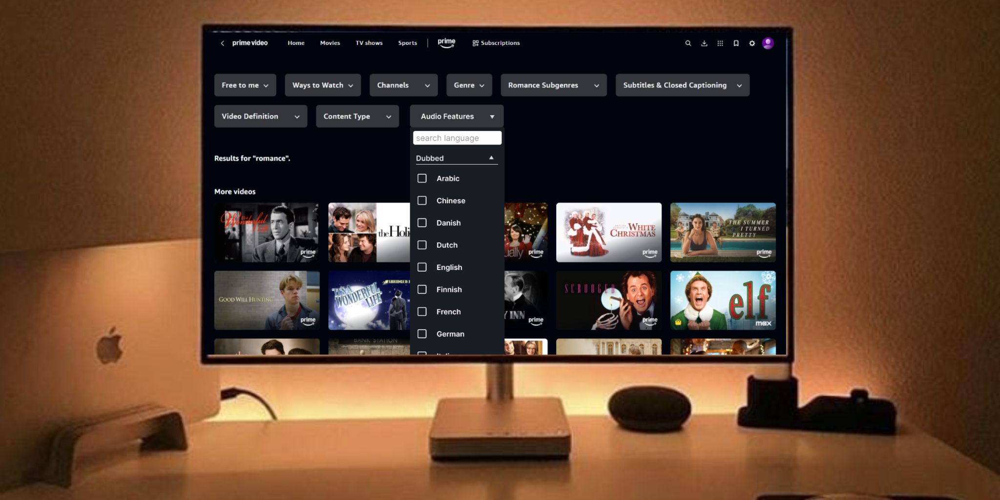 prime video Home Movies TV shows Sports prime Subscriptions
Free to me Ways to Watch Channels Genre Romance Subgenres Subtitles & Closed Captioning
Video Definition Content Type Audio Features
search language
Results for "romance".
Dubbed
Arabic
More videos
Chinese
Danish
Dutch
English
Finnish
French
German
It's a
Wonderful
Life
prime
the Holi
ually
prime
WHITE
CHRISTMAS
prime
THE SUMMER
I TURNED
PRETTY
prime
GOOD WILL HUNTING
prime
ABRIDGED
IT'S A
WONDERFUL
LIFE
Y INN
prime
SCROOGED
prime
elf
max
BANK STATION